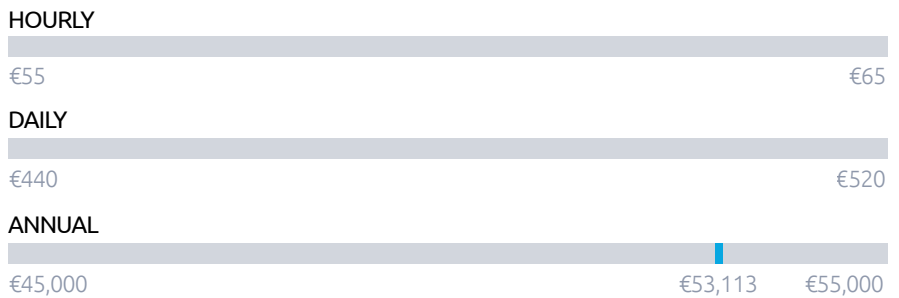 HOURLY
€55 €65
DAILY
€440 €520
ANNUAL
€45,000 €53,113 €55,000